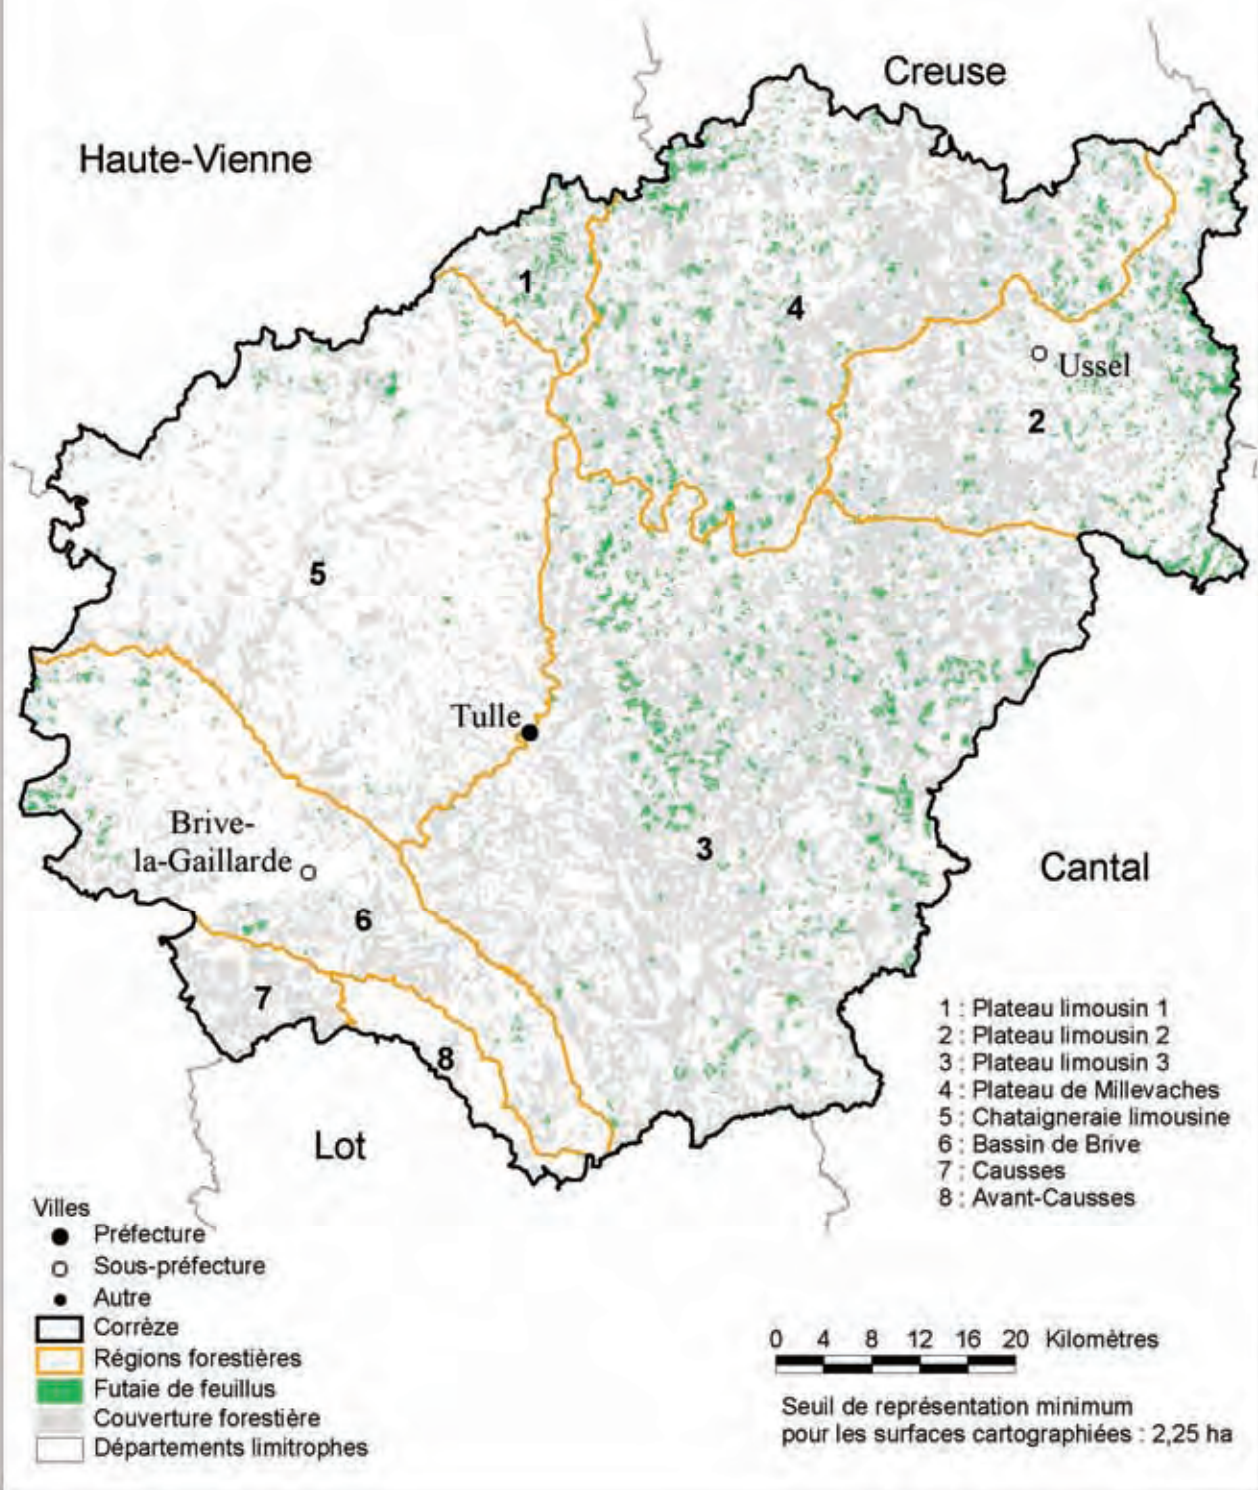 Creuse
Haute-Vienne
1
4
Ussel
2
5
Tulle
Brive-
la-Gaillarde
3
Cantal
6
7
8
Lot
1 : Plateau limousin 1
2 : Plateau limousin 2
3 : Plateau limousin 3
4 : Plateau de Millevaches
5 : Chataigneraie limousine
6 : Bassin de Brive
7 : Causses
8 : Avant-Causses
Villes
Préfecture
Sous-préfecture
Autre
Corrèze
Régions forestières
Futaie de feuillus
Couverture forestière
Départements limitrophes
0 4 8 12 16 20 Kilomètres
Seuil de représentation minimum
pour les surfaces cartographiées : 2,25 ha